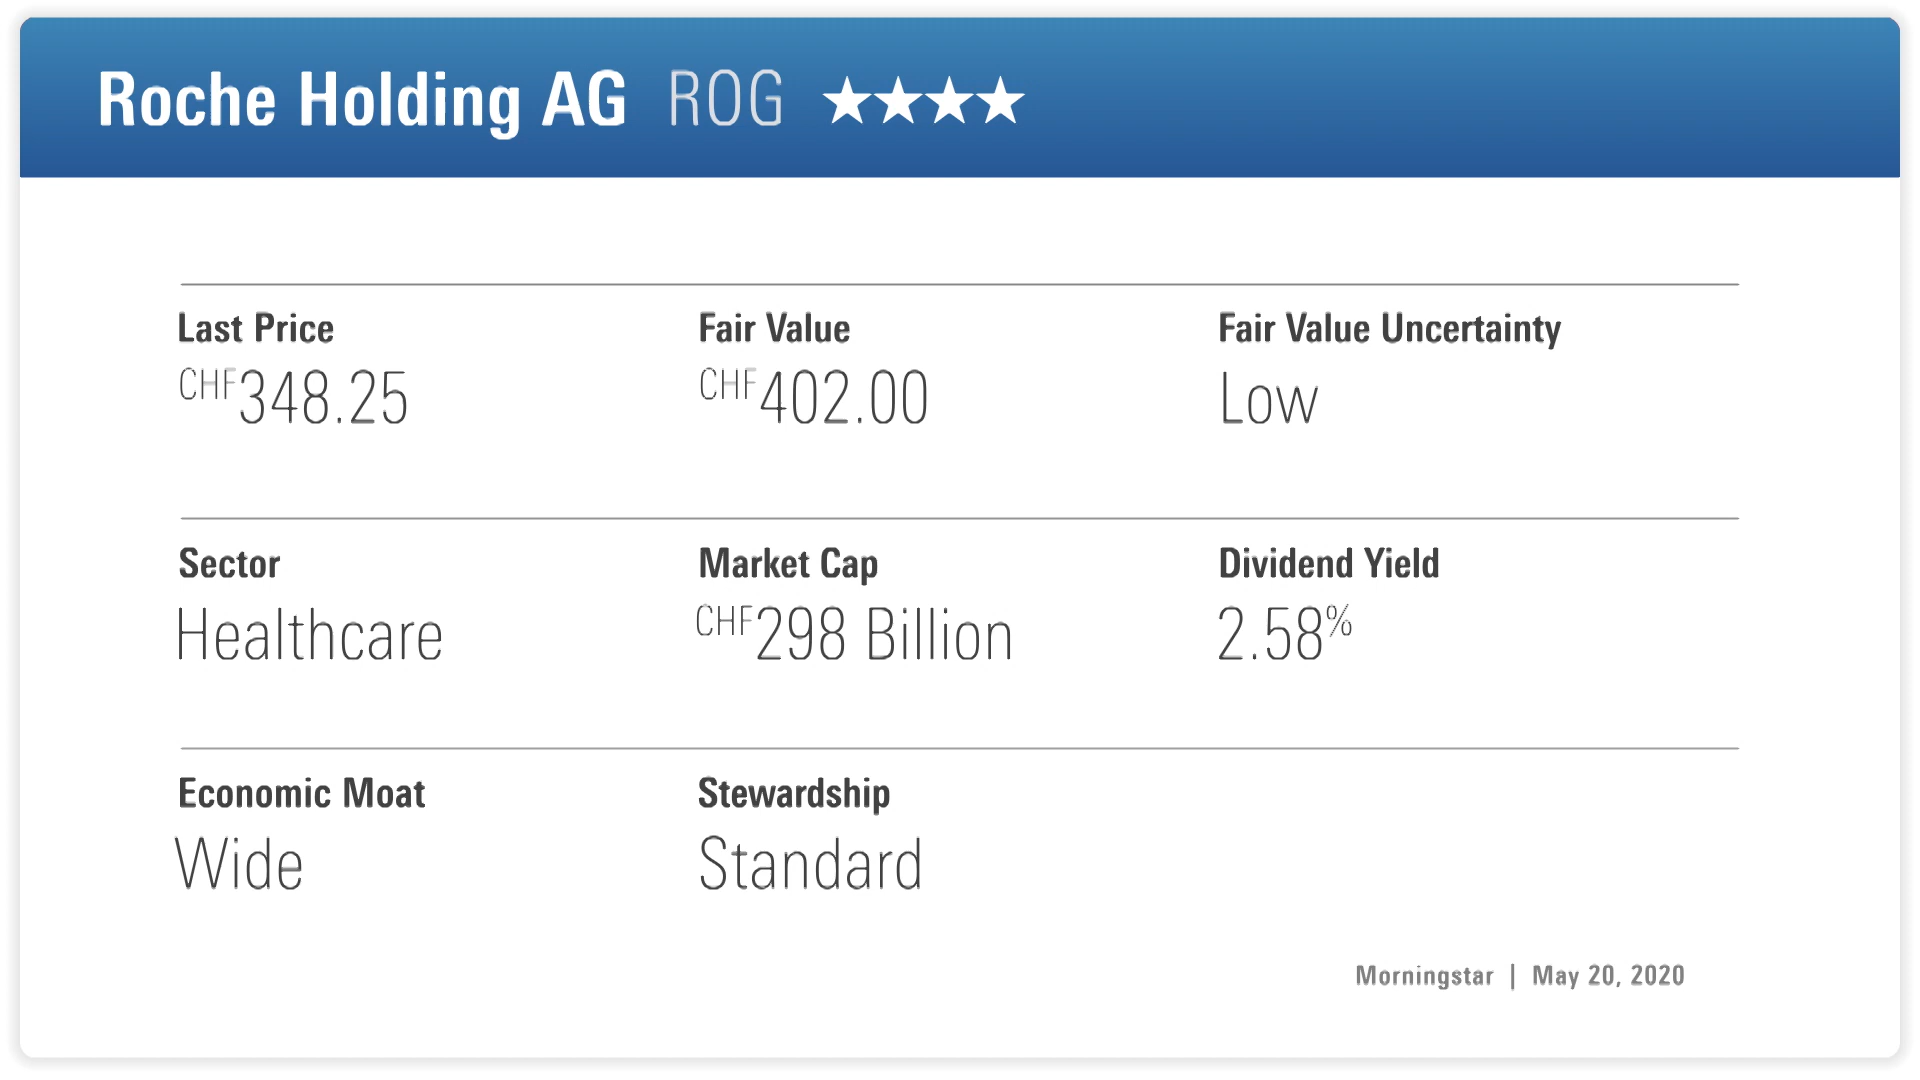 Roche Holding AG ROG ★★★★
Last Price Fair Value Fair Value Uncertainty
CHF348.25 CHF402.00 Low
Sector Market Cap Dividend Yield
Healthcare CHF298 Billion 2.58%
Economic Moat Stewardship
Wide Standard
Morningstar | May 20, 2020